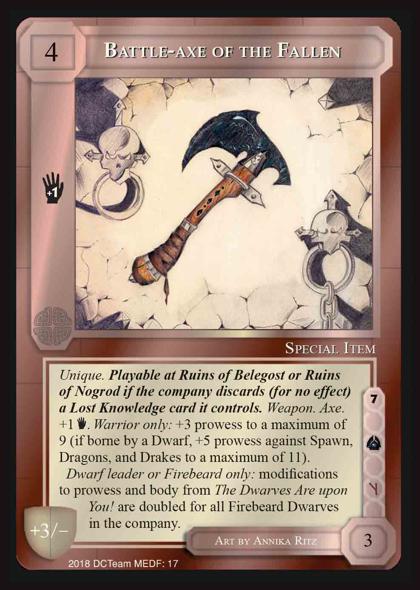 4
BATTLE-AXE OF THE FALLEN
+1
SPECIAL ITEM
Unique. Playable at Ruins of Belegost or Ruins
of Nogrod if the company discards (for no effect)
a Lost Knowledge card it controls. Weapon. Axe.
+1 . Warrior only: +3 prowess to a maximum of
9 (if borne by a Dwarf, +5 prowess against Spawn,
Dragons, and Drakes to a maximum of 11).
Dwarf leader or Firebeard only: modifications
to prowess and body from The Dwarves Are upon
You! are doubled for all Firebeard Dwarves
in the company.
7
+3/–
ART BY ANNIKA RITZ
3
2018 DCTeam MEDF: 17